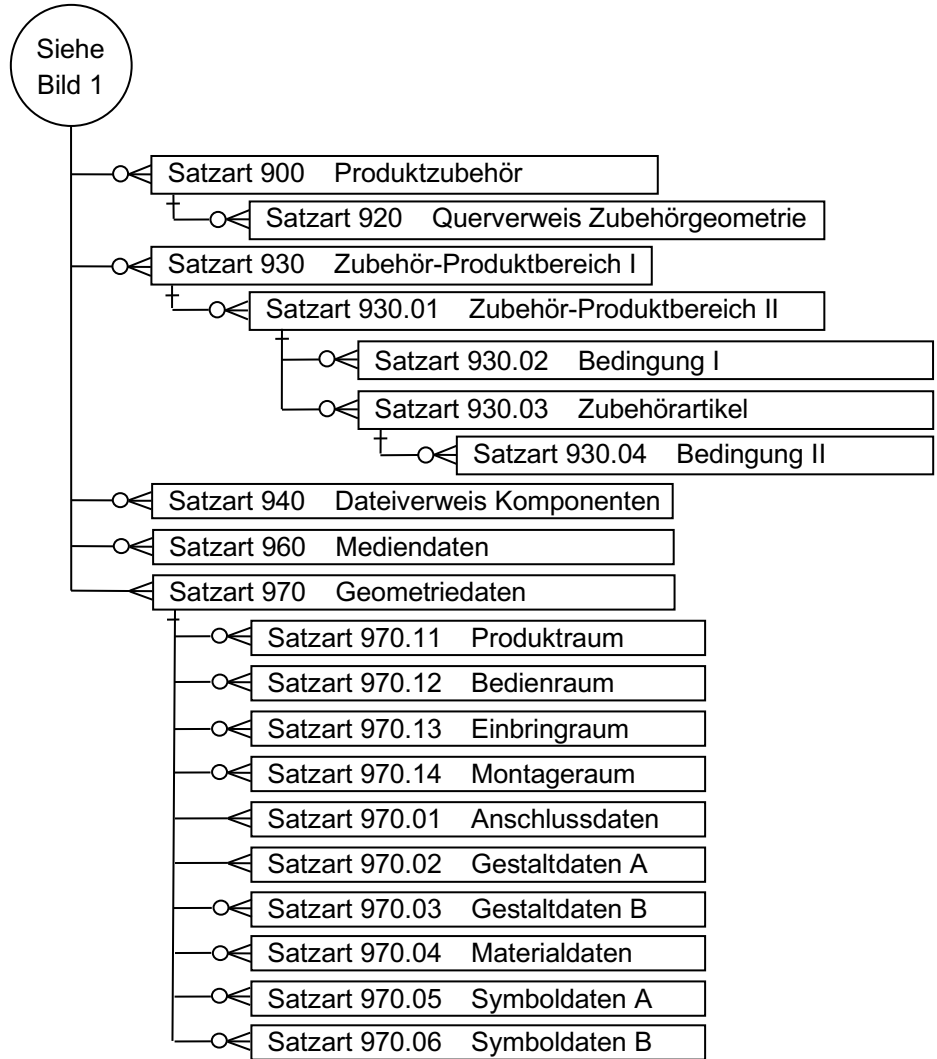 Siehe
Bild 1
Satzart 900 Produktzubehör
Satzart 920 Querverweis Zubehörgeometrie
Satzart 930 Zubehör-Produktbereich I
Satzart 930.01 Zubehör-Produktbereich II
Satzart 930.02 Bedingung I
Satzart 930.03 Zubehörartikel
Satzart 930.04 Bedingung II
Satzart 940 Dateiverweis Komponenten
Satzart 960 Mediendaten
Satzart 970 Geometriedaten
Satzart 970.11 Produktraum
Satzart 970.12 Bedienraum
Satzart 970.13 Einbringraum
Satzart 970.14 Montageraum
Satzart 970.01 Anschlussdaten
Satzart 970.02 Gestaltdaten A
Satzart 970.03 Gestaltdaten B
Satzart 970.04 Materialdaten
Satzart 970.05 Symboldaten A
Satzart 970.06 Symboldaten B